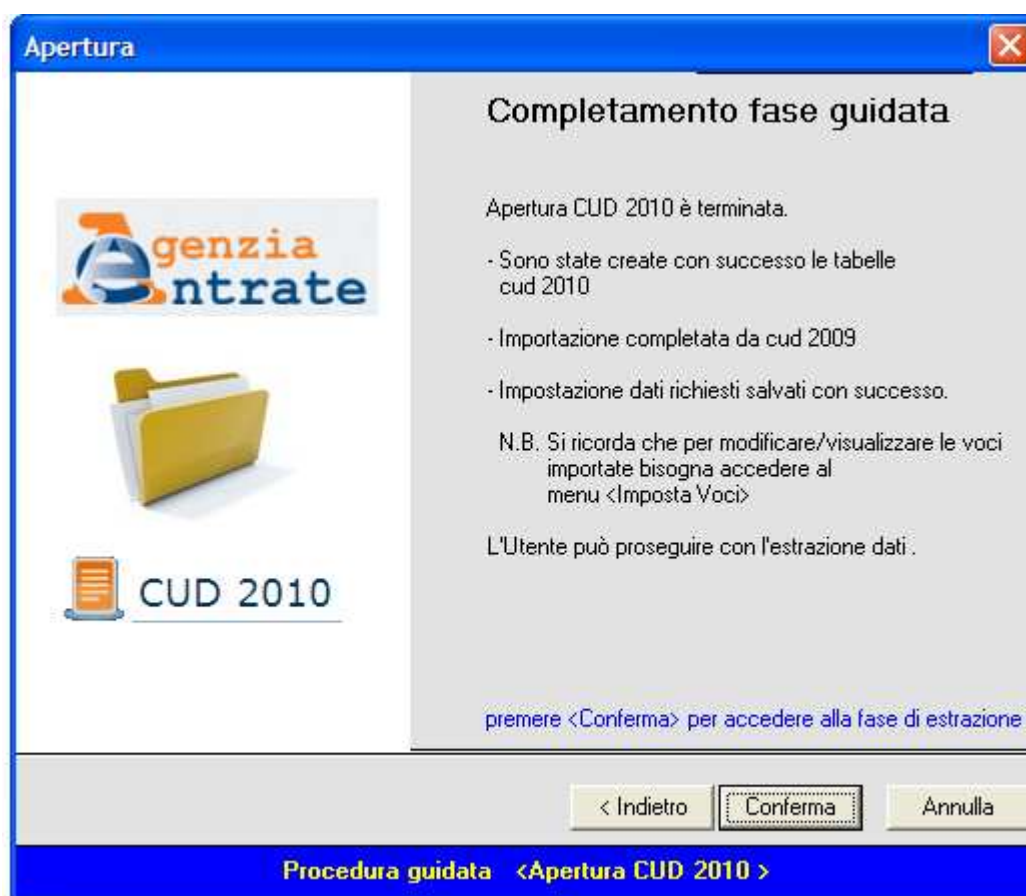 Apertura
Completamento fase guidata
Apertura CUD 2010 è terminata.
- Sono state create con successo le tabelle
cud 2010
- Importazione completata da cud 2009
- Impostazione dati richiesti salvati con successo.
N.B. Si ricorda che per modificare/visualizzare le voci
importate bisogna accedere al
menu <Imposta Voci>
L'Utente può proseguire con l'estrazione dati .
premere <Conferma> per accedere alla fase di estrazione
agenzia
entrate
CUD 2010
< Indietro
Conferma
Annulla
Procedura guidata <Apertura CUD 2010 >